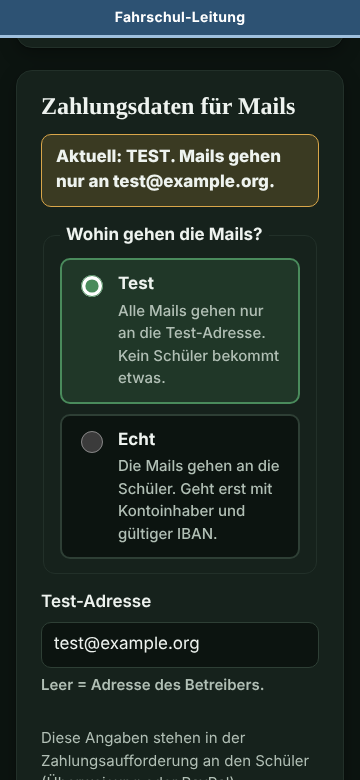 Fahrschul-Leitung
Zahlungsdaten für Mails
Aktuell: TEST. Mails gehen
nur an test@example.org.
Wohin gehen die Mails?
Test
Alle Mails gehen nur
an die Test-Adresse.
Kein Schüler bekommt
etwas.
Echt
Die Mails gehen an die
Schüler. Geht erst mit
Kontoinhaber und
gültiger IBAN.
Test-Adresse
test@example.org
Leer = Adresse des Betreibers.
Diese Angaben stehen in der
Zahlungsaufforderung an den Schüler